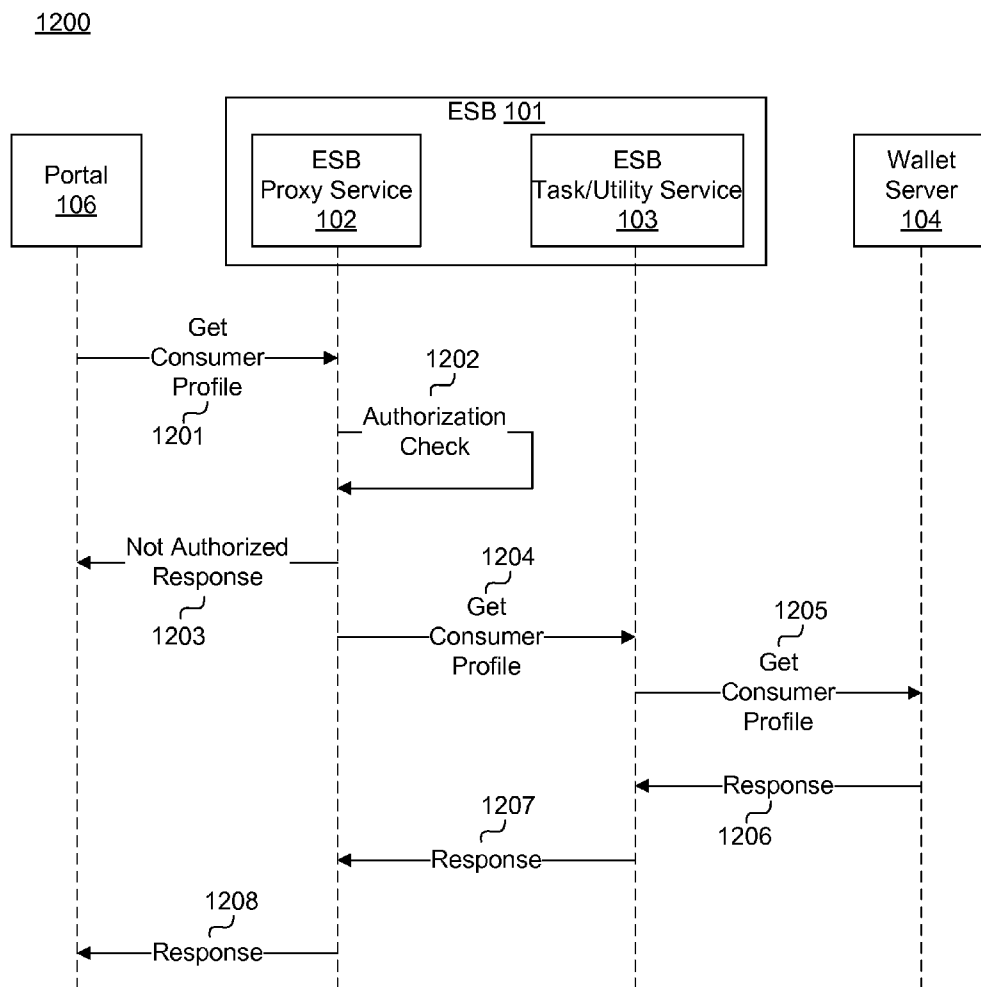 1200
ESB 101
Portal
106
ESB
Proxy Service
102
ESB
Task/Utility Service
103
Wallet
Server
104
Get
Consumer
Profile
1201
1202
Authorization
Check
Not Authorized
Response
1203
1204
Get
Consumer
Profile
1205
Get
Consumer
Profile
Response
1206
1207
Response
1208
Response